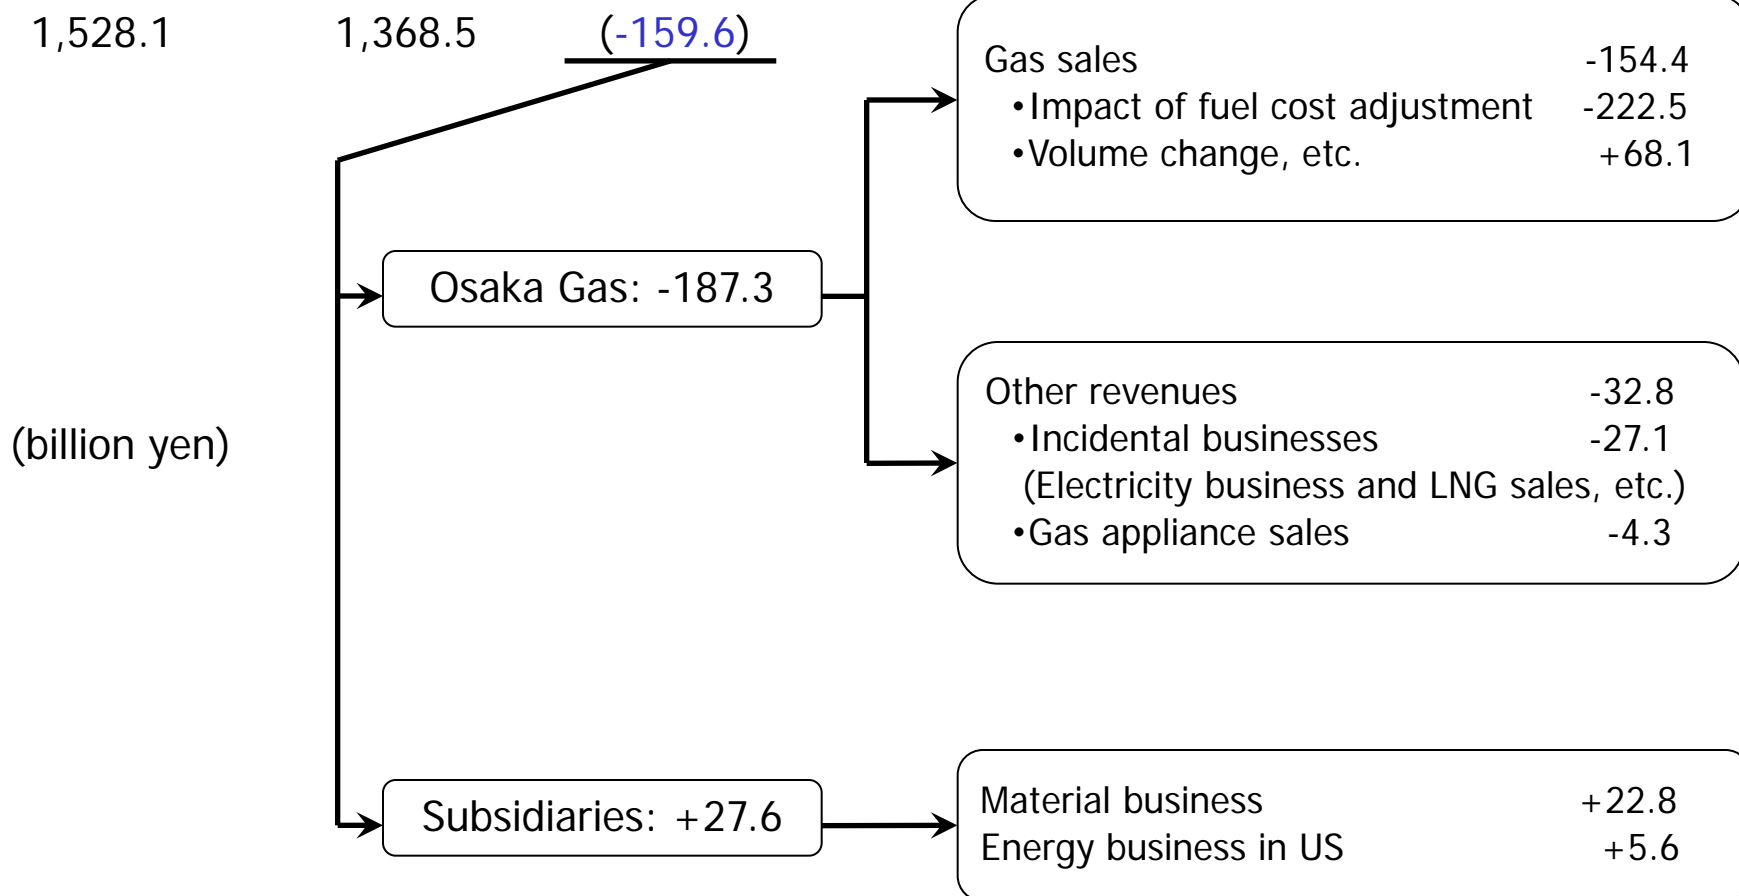 1,528.1 1,368.5 (-159.6)
Gas sales -154.4
•Impact of fuel cost adjustment -222.5
•Volume change, etc. +68.1
Osaka Gas: -187.3
Other revenues -32.8
•Incidental businesses -27.1
(Electricity business and LNG sales, etc.)
•Gas appliance sales -4.3
(billion yen)
Subsidiaries: +27.6
Material business +22.8
Energy business in US +5.6